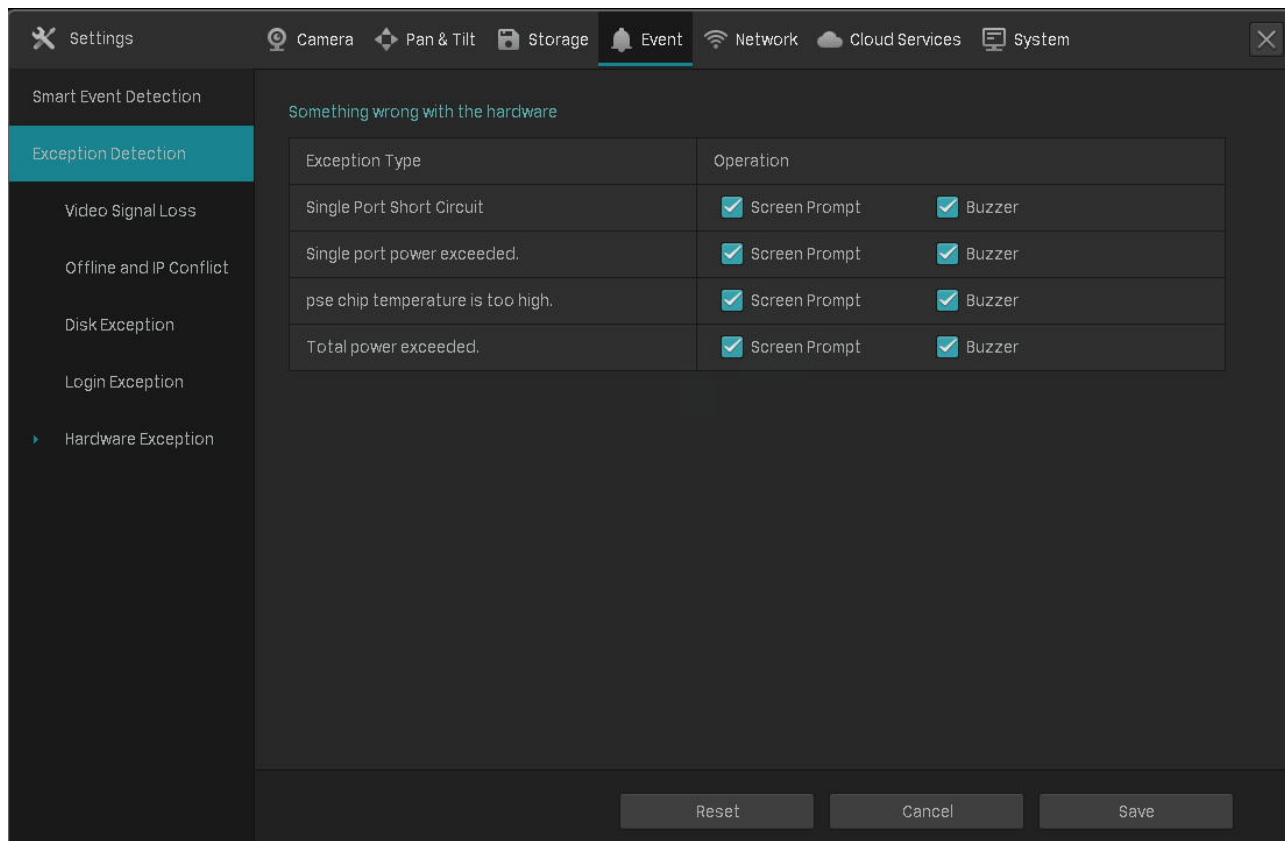 Settings
Camera Pan & Tilt Storage Event Network Cloud Services System
Smart Event Detection
Exception Detection
Video Signal Loss
Offline and IP Conflict
Disk Exception
Login Exception
Hardware Exception
Something wrong with the hardware
Exception Type Operation
Single Port Short Circuit Screen Prompt Buzzer
Single port power exceeded. Screen Prompt Buzzer
pse chip temperature is too high. Screen Prompt Buzzer
Total power exceeded. Screen Prompt Buzzer
Reset Cancel Save